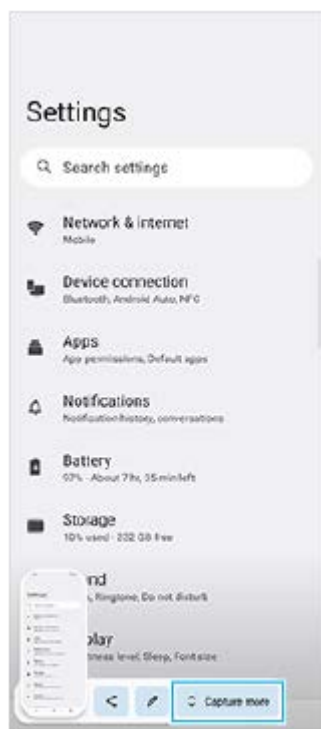 Settings
Search settings
Network & internet
Mobile
Device connection
Bluetooth, Android Auto, NFC
Apps
App permissions, Default apps
Notifications
Notification history, conversations
Battery
97% - About 7 hr, 35 min left
Storage
10% used - 232 GB free
nd
, Ringtone, Do not disturb
play
tness level, Sleep, Font size
Capture more